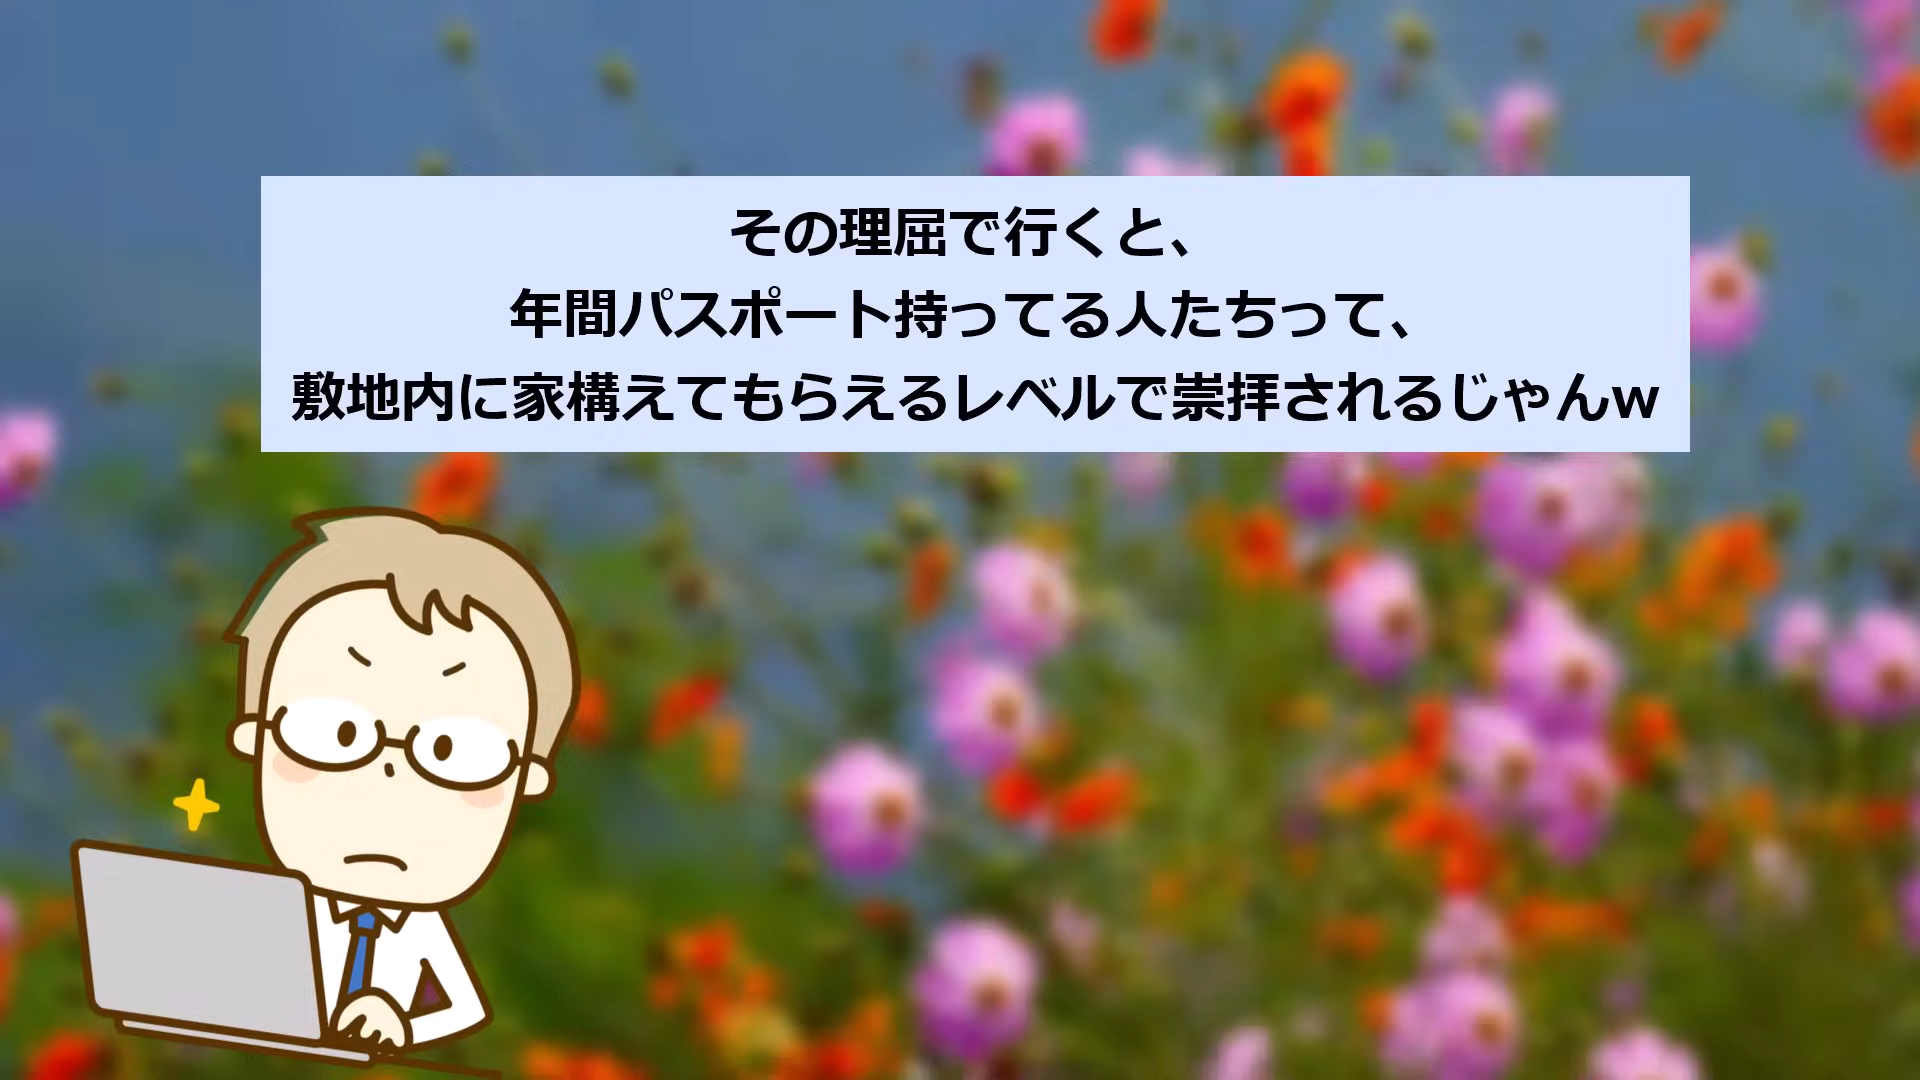 その理屈で行くと、
年間パスポート持ってる人たちって、
敷地内に家構えてもらえるレベルで崇拝されるじゃんw